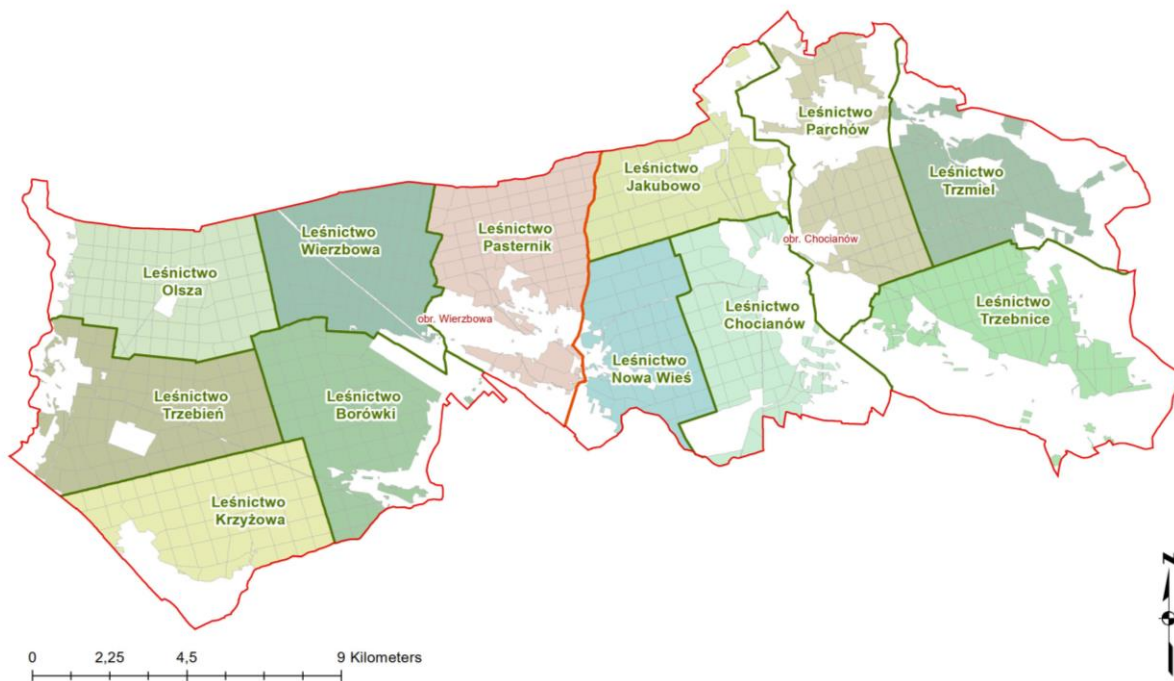 Leśnictwo
Parchów
Leśnictwo
Jakubowo
Leśnictwo
Trzmiel
Leśnictwo
Wierzbowa
Leśnictwo
Pasternik
obr. Chocianów
Leśnictwo
Olsza
obr. Wierzbowa
Leśnictwo
Chocianów
Leśnictwo
Trzebnice
Leśnictwo
Nowa Wieś
Leśnictwo
Trzebień
Leśnictwo
Borówki
Leśnictwo
Krzyżowa
N
0 2,25 4,5 9 Kilometers